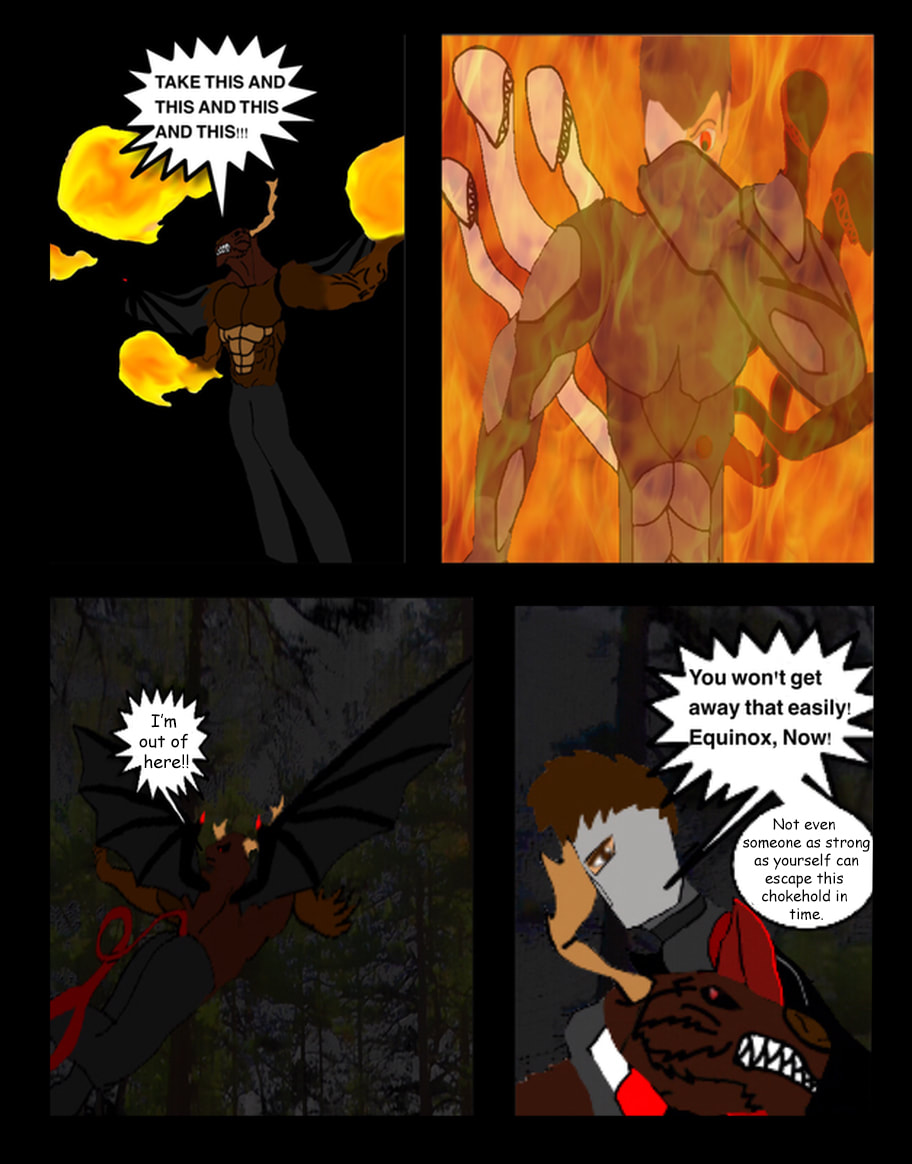 TAKE THIS AND
THIS AND THIS
AND THIS!!!
I'm
out of
here!!
You won't get
away that easily!
Equinox, Now!
Not even
someone as strong
as yourself can
escape this
chokehold in
time.